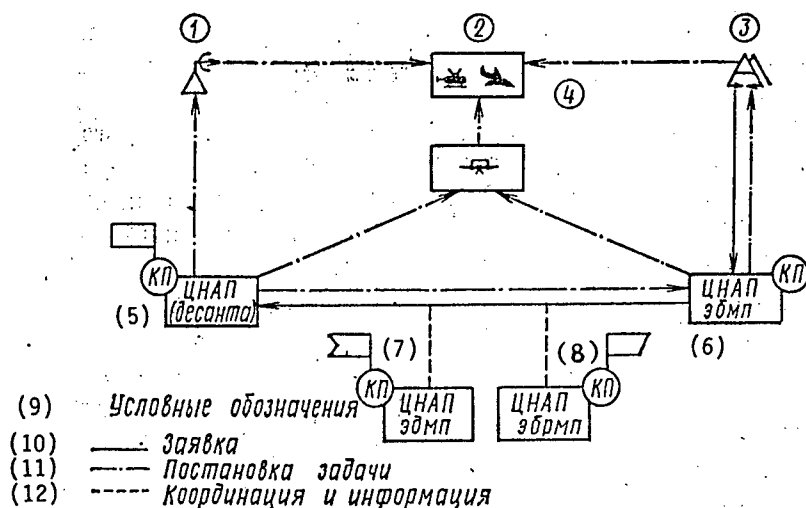 1
2
3
4
КП
ЦНАП
(десанта)
(5)
КП
ЦНАП
эбмп
(6)
(7)
КП
ЦНАП
эдмп
(8)
КП
ЦНАП
эбрмп
(9) Условные обозначения
(10) Заявка
(11) Постановка задачи
(12) Координация и информация